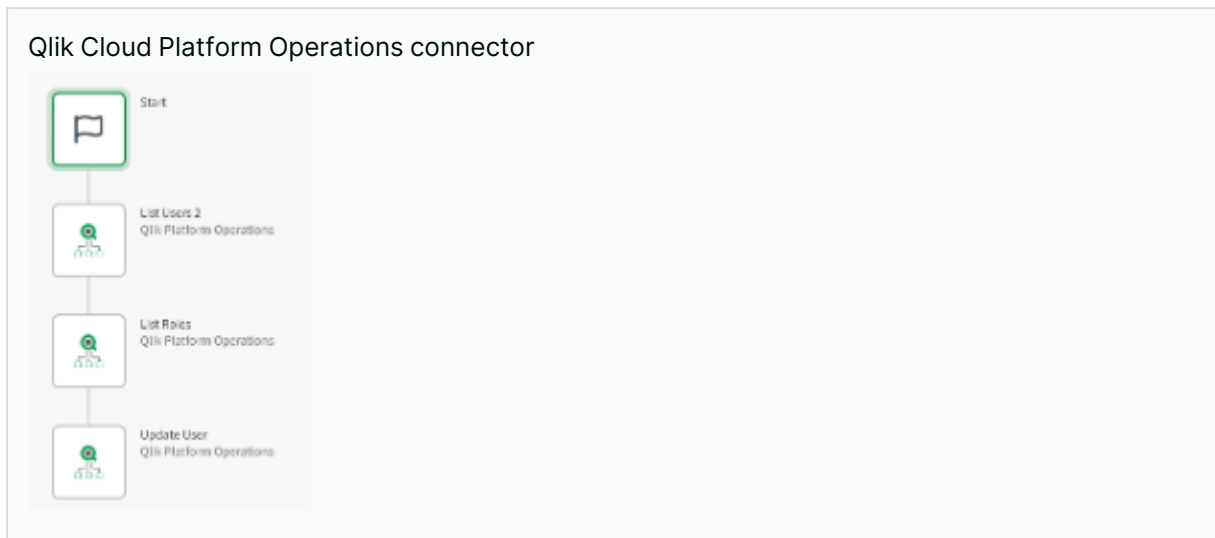 Qlik Cloud Platform Operations connector
Start
List Users 2
Qlik Platform Operations
List Roles
Qlik Platform Operations
Update User
Qlik Platform Operations